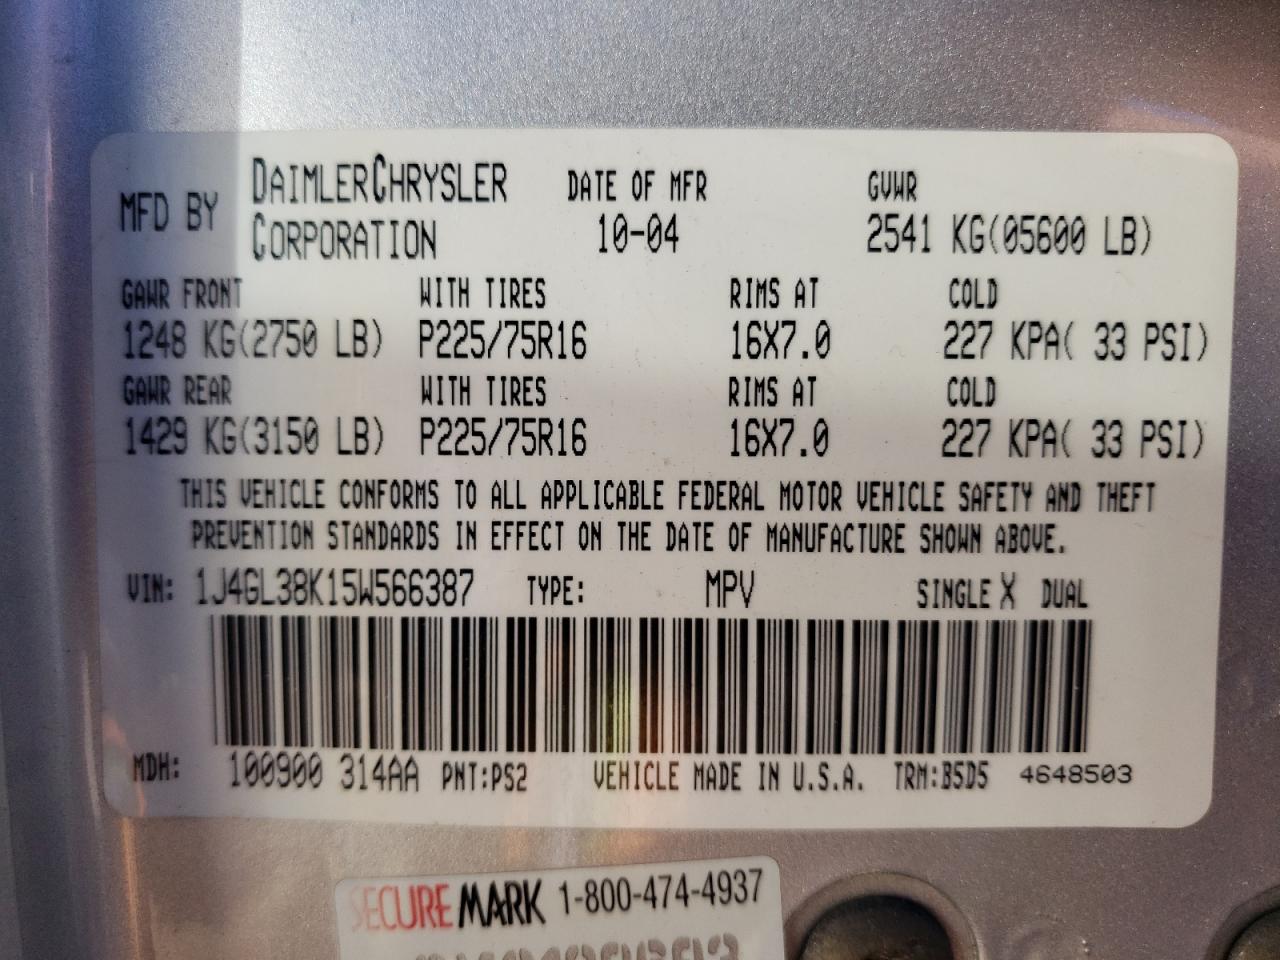 MFD BY DAIMLERCHRYSLER CORPORATION DATE OF MFR 10-04 GVWR 2541 KG(05600 LB)
GAWR FRONT WITH TIRES RIMS AT COLD
1248 KG(2750 LB) P225/75R16 16X7.0 227 KPA( 33 PSI)
GAWR REAR WITH TIRES RIMS AT COLD
1429 KG(3150 LB) P225/75R16 16X7.0 227 KPA( 33 PSI)
THIS VEHICLE CONFORMS TO ALL APPLICABLE FEDERAL MOTOR VEHICLE SAFETY AND THEFT
PREVENTION STANDARDS IN EFFECT ON THE DATE OF MANUFACTURE SHOWN ABOVE.
VIN: 1J4GL38K15W566387 TYPE: MPV SINGLE X DUAL
MDH: 100900 314AA PNT:PS2 VEHICLE MADE IN U.S.A. TRM:B5D5 4648503
SECUREMARK 1-800-474-4937